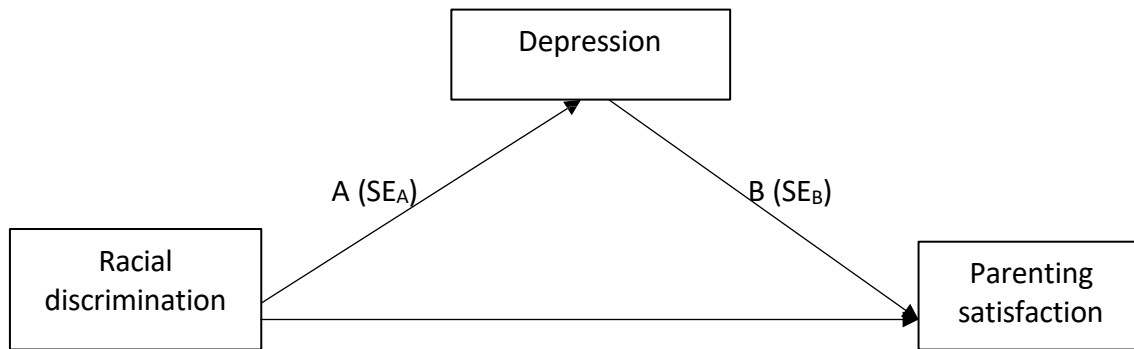 Depression
A (SEA)
B (SEB)
Racial
discrimination
Parenting
satisfaction